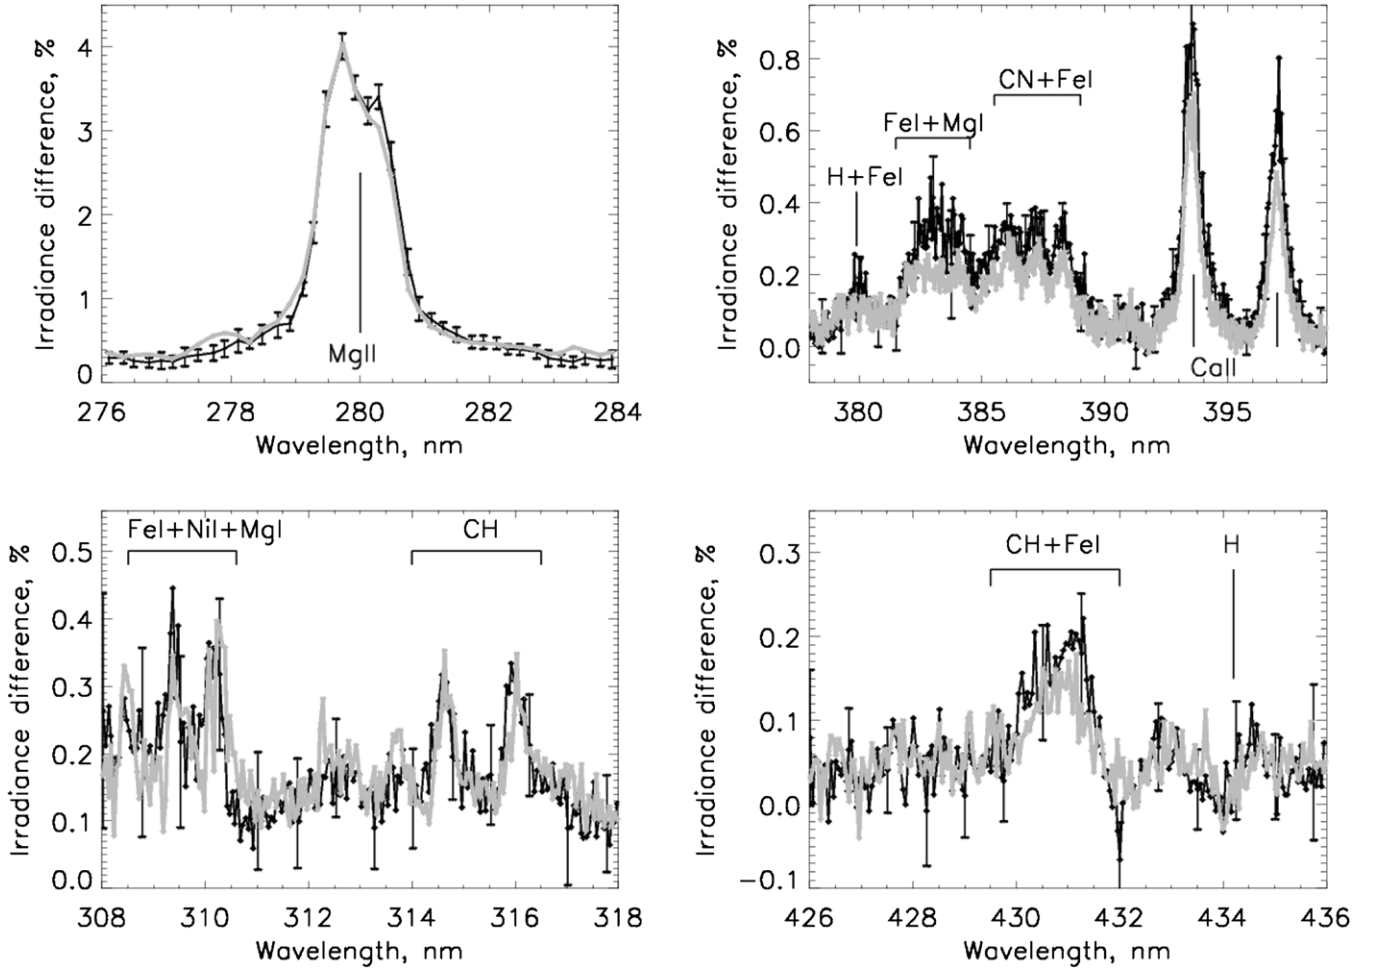 Irradiance difference, %
4
3
2
1
0
MgII
276 278 280 282 284
Wavelength, nm
Irradiance difference, %
0.8
0.6
0.4
0.2
0.0
CN+FeI
FeI+MgI
H+FeI
CaII
380 385 390 395
Wavelength, nm
Irradiance difference, %
0.5
0.4
0.3
0.2
0.1
0.0
FeI+NiI+MgI CH
308 310 312 314 316 318
Wavelength, nm
Irradiance difference, %
0.3
0.2
0.1
0.0
−0.1
CH+FeI H
426 428 430 432 434 436
Wavelength, nm